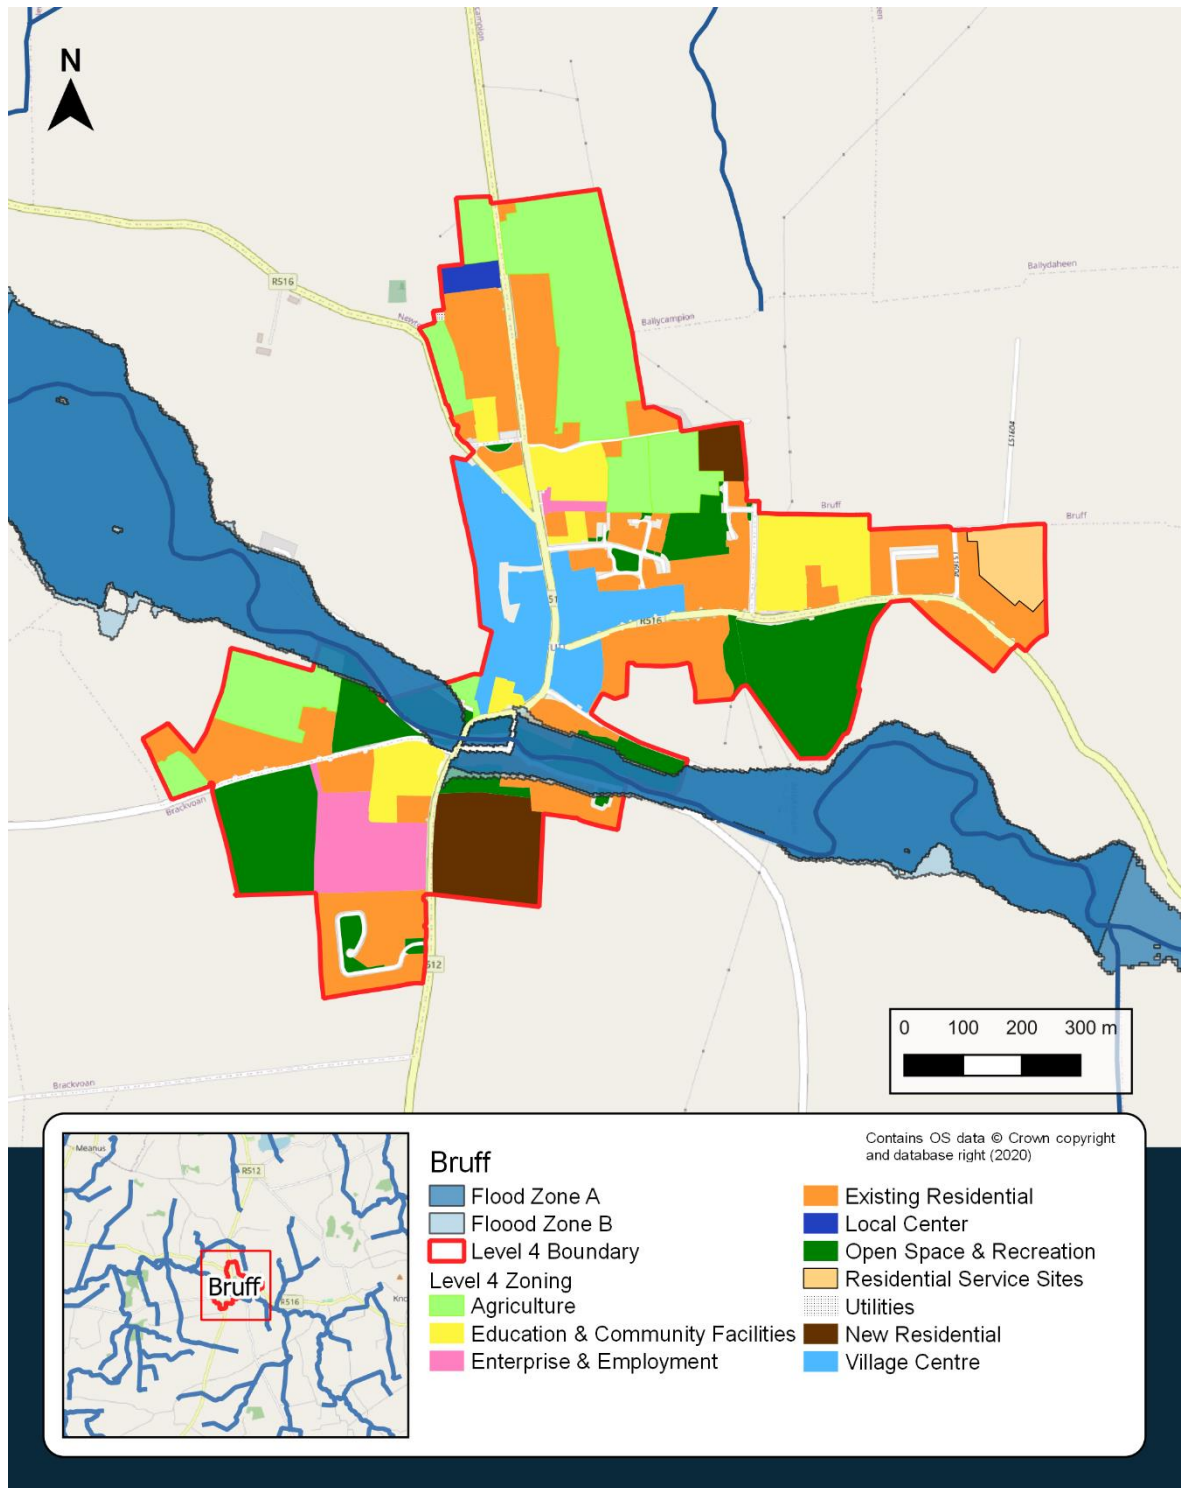 N
R516
Ballydaheen
Ballycampion
L51604
Bruff
Bruff
R516
Brackvoan
Brackvoan
0 100 200 300 m
Contains OS data © Crown copyright
and database right (2020)
Bruff
Flood Zone A
Floood Zone B
Level 4 Boundary
Level 4 Zoning
Agriculture
Education & Community Facilities
Enterprise & Employment
Existing Residential
Local Center
Open Space & Recreation
Residential Service Sites
Utilities
New Residential
Village Centre
Meanus
R512
Bruff
R516